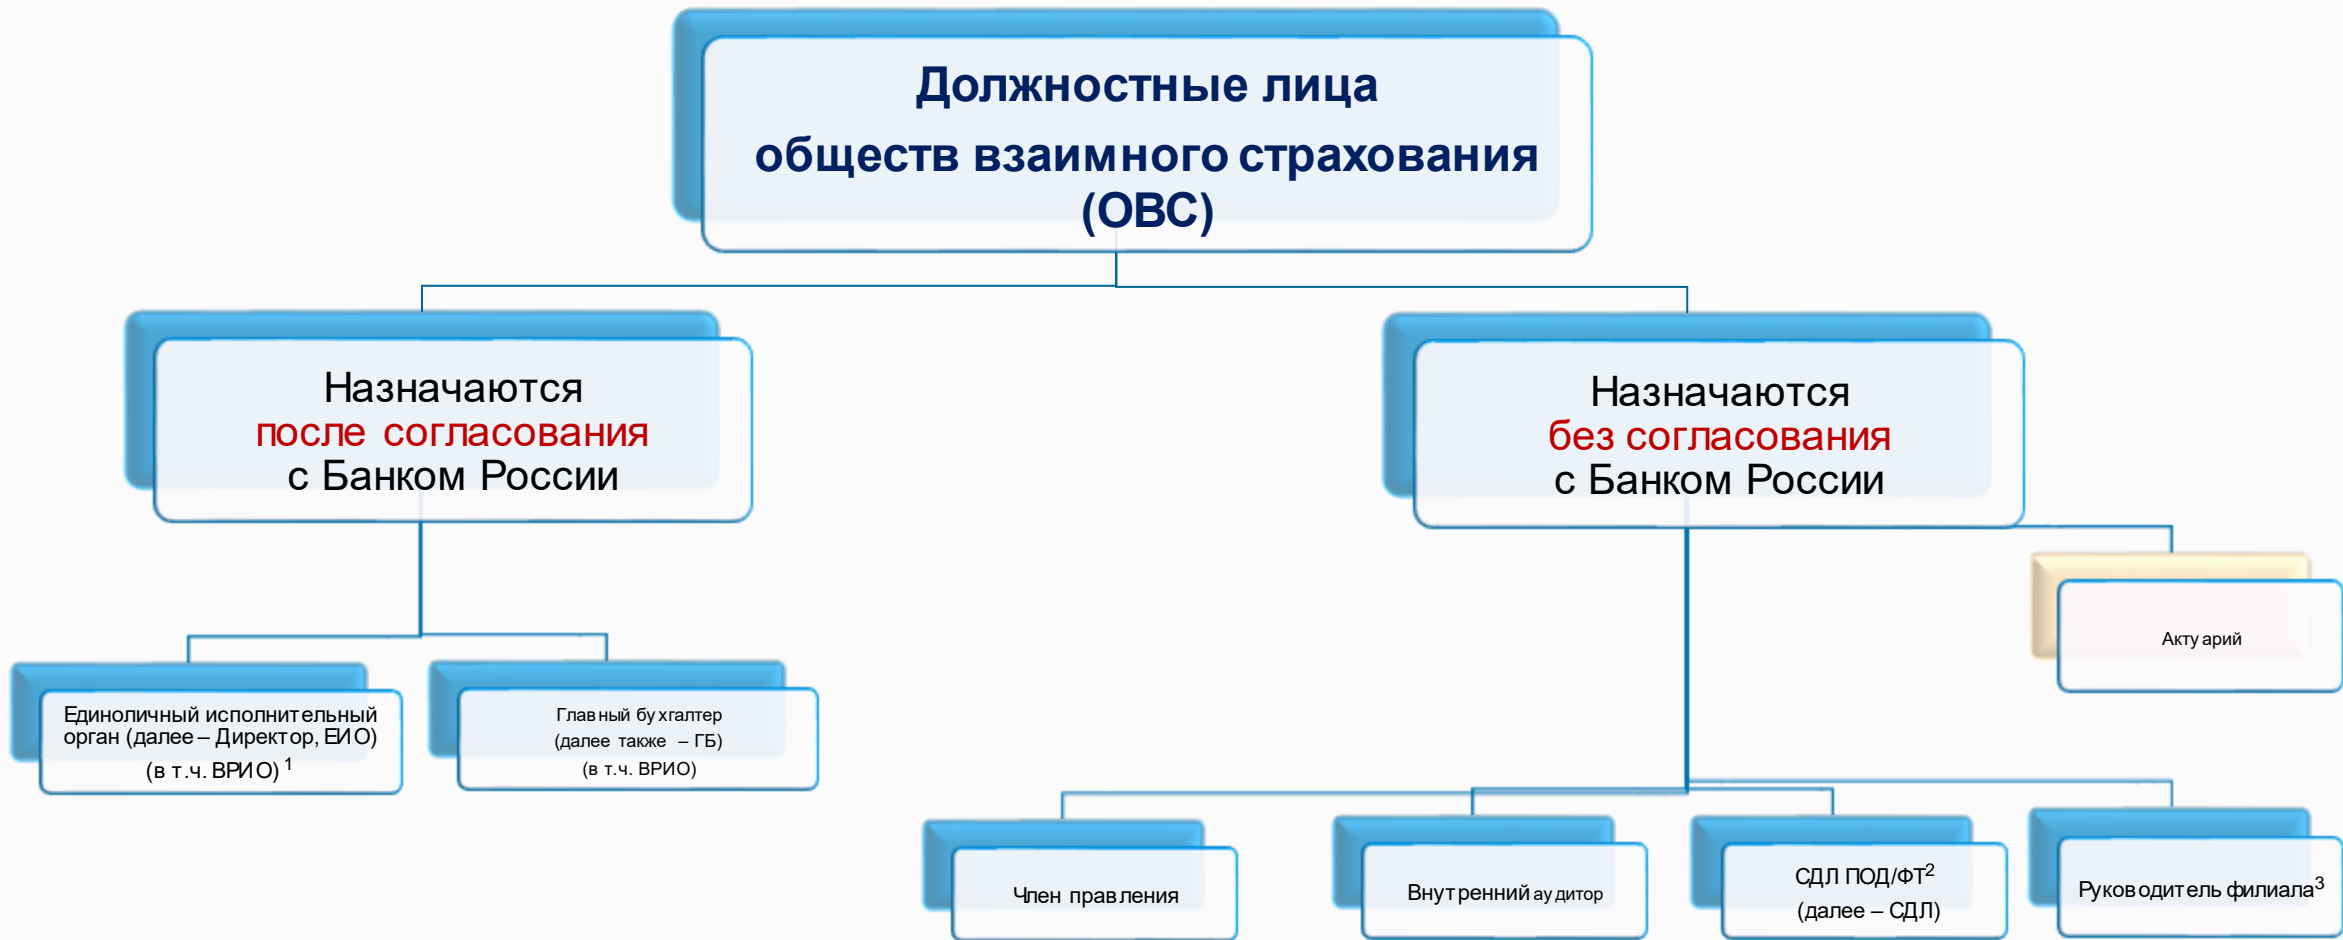 Должностные лица
обществ взаимного страхования
(ОВС)
Назначаются
после согласования
с Банком России
Назначаются
без согласования
с Банком России
Актуарий
Единоличный исполнительный
орган (далее – Директор, ЕИО)
(в т.ч. ВРИО) 1
Главный бухгалтер
(далее также – ГБ)
(в т.ч. ВРИО)
Член правления
Внутренний аудитор
СДЛ ПОД/ФТ2
(далее – СДЛ)
Руководитель филиала3